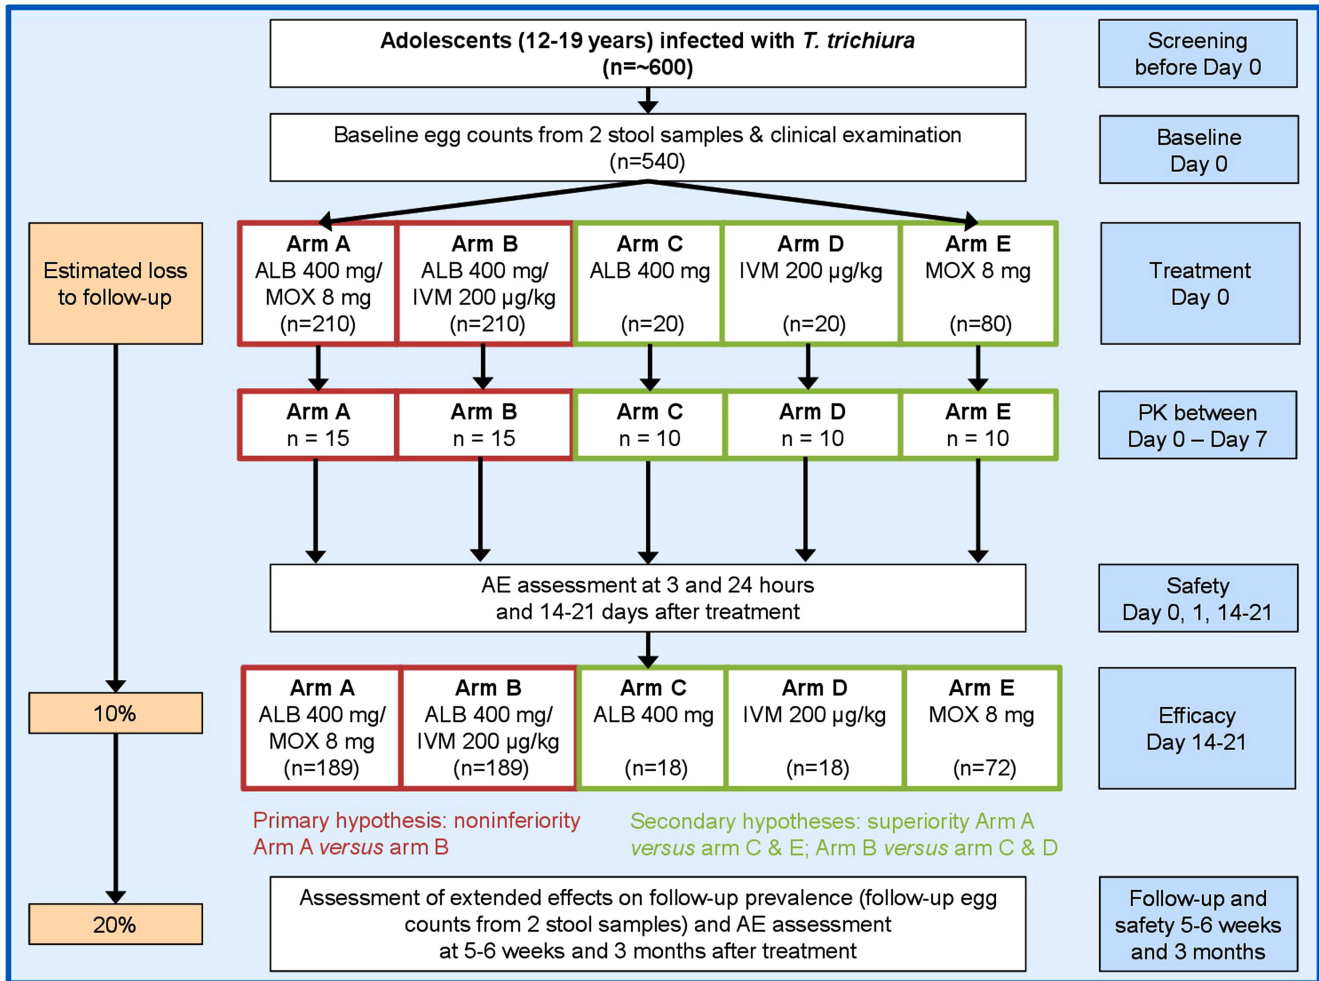 Adolescents (12-19 years) infected with T. trichiura
(n=~600)
Screening
before Day 0
Baseline egg counts from 2 stool samples & clinical examination
(n=540)
Baseline
Day 0
Estimated loss
to follow-up
Arm A
ALB 400 mg/
MOX 8 mg
(n=210)
Arm B
ALB 400 mg/
IVM 200 µg/kg
(n=210)
Arm C
ALB 400 mg
(n=20)
Arm D
IVM 200 µg/kg
(n=20)
Arm E
MOX 8 mg
(n=80)
Treatment
Day 0
Arm A
n = 15
Arm B
n = 15
Arm C
n = 10
Arm D
n = 10
Arm E
n = 10
PK between
Day 0 – Day 7
AE assessment at 3 and 24 hours
and 14-21 days after treatment
Safety
Day 0, 1, 14-21
10%
Arm A
ALB 400 mg/
MOX 8 mg
(n=189)
Arm B
ALB 400 mg/
IVM 200 µg/kg
(n=189)
Arm C
ALB 400 mg
(n=18)
Arm D
IVM 200 µg/kg
(n=18)
Arm E
MOX 8 mg
(n=72)
Efficacy
Day 14-21
Primary hypothesis: noninferiority
Arm A versus arm B
Secondary hypotheses: superiority Arm A
versus arm C & E; Arm B versus arm C & D
20%
Assessment of extended effects on follow-up prevalence (follow-up egg
counts from 2 stool samples) and AE assessment
at 5-6 weeks and 3 months after treatment
Follow-up and
safety 5-6 weeks
and 3 months